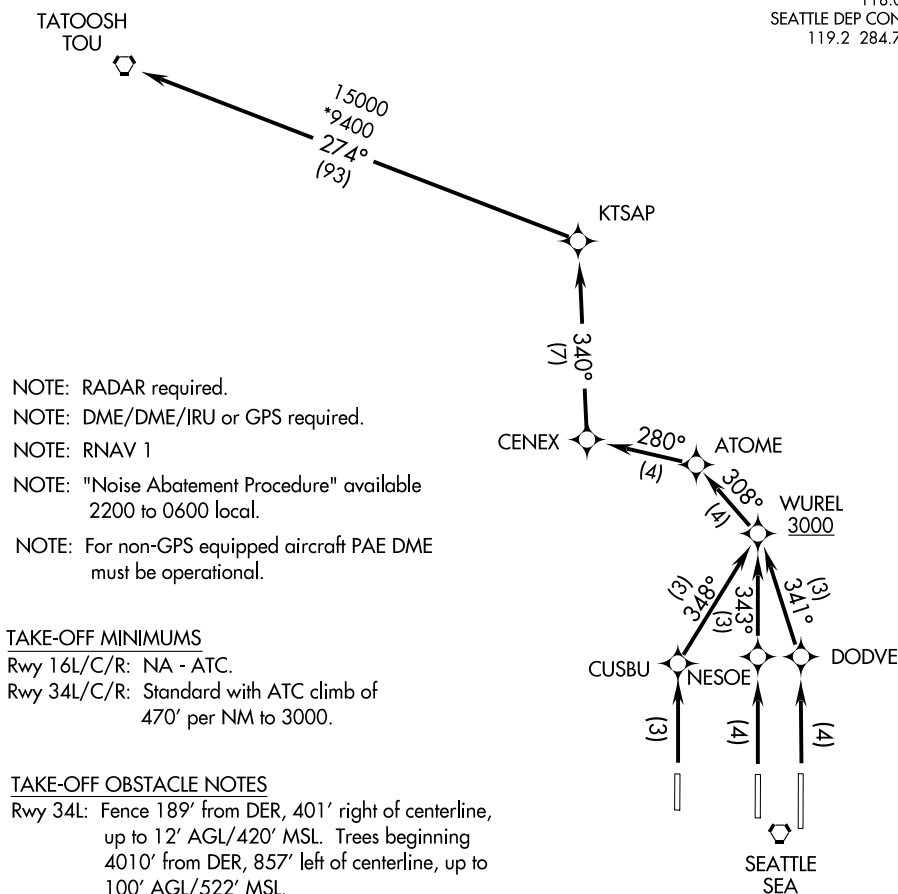 TATOOSH
TOU
SEATTLE DEP CON
119.2 284.7
15000
*9400
274°
(93)
KTSAP
340°
(7)
CENEX
280°
(4)
ATOME
308°
(4)
WUREL
3000
(3)
348°
343°
(3)
(3)
341°
CUSBU
NESOE
DODVE
(3)
(4)
(4)
SEATTLE
SEA
NOTE: RADAR required.
NOTE: DME/DME/IRU or GPS required.
NOTE: RNAV 1
NOTE: "Noise Abatement Procedure" available
2200 to 0600 local.
NOTE: For non-GPS equipped aircraft PAE DME
must be operational.
TAKE-OFF MINIMUMS
Rwy 16L/C/R: NA - ATC.
Rwy 34L/C/R: Standard with ATC climb of
470' per NM to 3000.
TAKE-OFF OBSTACLE NOTES
Rwy 34L: Fence 189' from DER, 401' right of centerline,
up to 12' AGL/420' MSL. Trees beginning
4010' from DER, 857' left of centerline, up to
100' AGL/522' MSL.